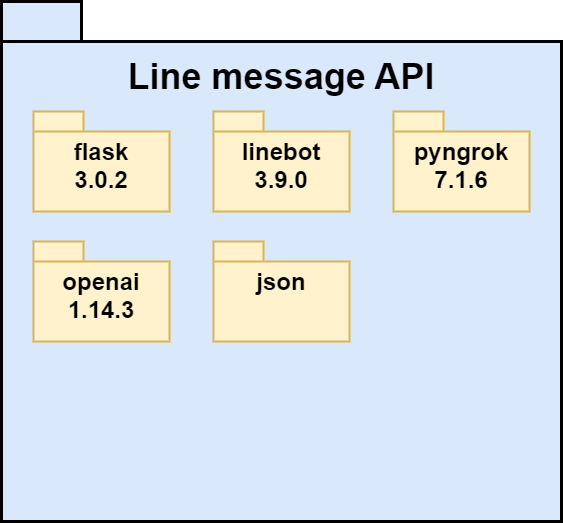 Line message API
flask
3.0.2
linebot
3.9.0
pyngrok
7.1.6
openai
1.14.3
json